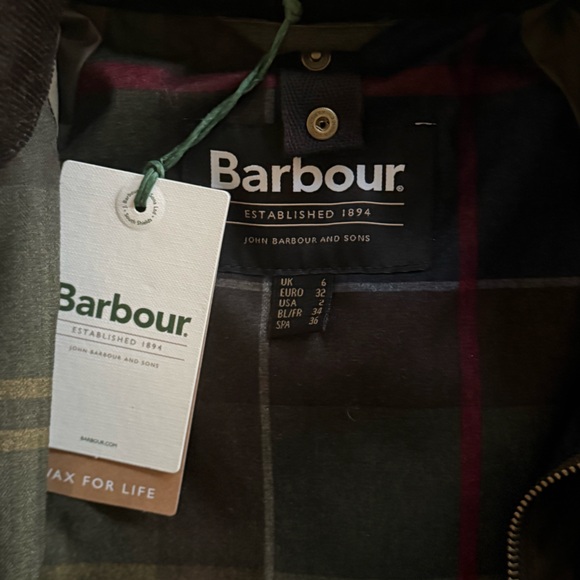 Barbour.
ESTABLISHED 1894
JOHN BARBOUR AND SONS
UK 6
EURO 32
USA 2
BL/FR 34
SPA 36
Barbour.
ESTABLISHED 1894
JOHN BARBOUR AND SONS
BARBOUR.COM
WAX FOR LIFE